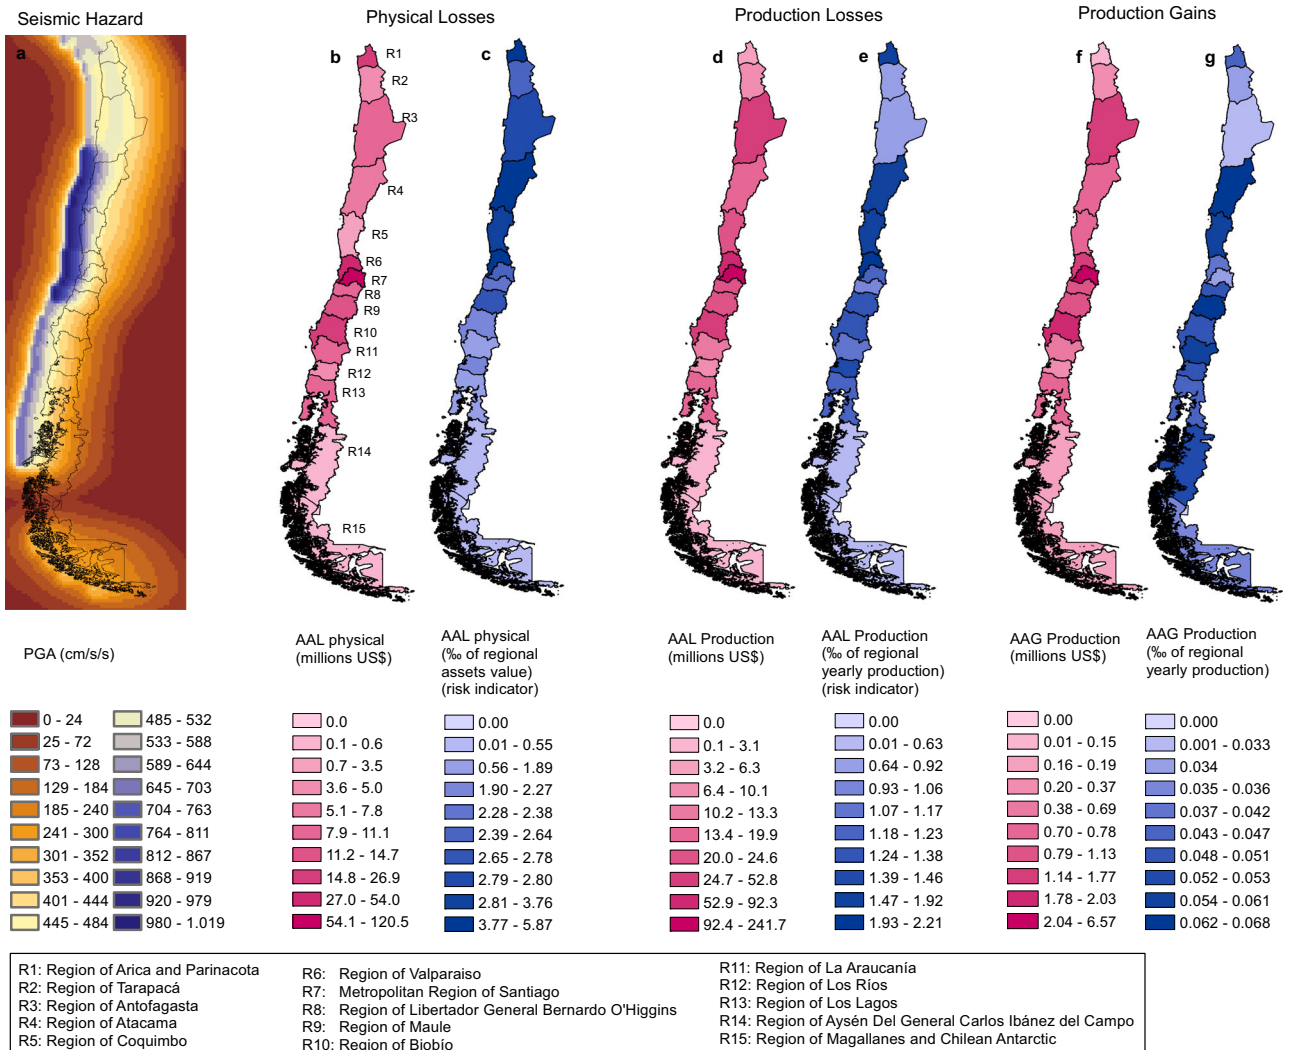 Seismic Hazard
Physical Losses
Production Losses
Production Gains
a
b
c
d
e
f
g
R1
R2
R3
R4
R5
R6
R7
R8
R9
R10
R11
R12
R13
R14
R15
PGA (cm/s/s)
0 - 24
25 - 72
73 - 128
129 - 184
185 - 240
241 - 300
301 - 352
353 - 400
401 - 444
445 - 484
485 - 532
533 - 588
589 - 644
645 - 703
704 - 763
764 - 811
812 - 867
868 - 919
920 - 979
980 - 1.019
AAL physical
(millions US$)
0.0
0.1 - 0.6
0.7 - 3.5
3.6 - 5.0
5.1 - 7.8
7.9 - 11.1
11.2 - 14.7
14.8 - 26.9
27.0 - 54.0
54.1 - 120.5
AAL physical
(‰ of regional
assets value)
(risk indicator)
0.00
0.01 - 0.55
0.56 - 1.89
1.90 - 2.27
2.28 - 2.38
2.39 - 2.64
2.65 - 2.78
2.79 - 2.80
2.81 - 3.76
3.77 - 5.87
AAL Production
(millions US$)
0.0
0.1 - 3.1
3.2 - 6.3
6.4 - 10.1
10.2 - 13.3
13.4 - 19.9
20.0 - 24.6
24.7 - 52.8
52.9 - 92.3
92.4 - 241.7
AAL Production
(‰ of regional
yearly production)
(risk indicator)
0.00
0.01 - 0.63
0.64 - 0.92
0.93 - 1.06
1.07 - 1.17
1.18 - 1.23
1.24 - 1.38
1.39 - 1.46
1.47 - 1.92
1.93 - 2.21
AAG Production
(millions US$)
0.00
0.01 - 0.15
0.16 - 0.19
0.20 - 0.37
0.38 - 0.69
0.70 - 0.78
0.79 - 1.13
1.14 - 1.77
1.78 - 2.03
2.04 - 6.57
AAG Production
(‰ of regional
yearly production)
0.000
0.001 - 0.033
0.034
0.035 - 0.036
0.037 - 0.042
0.043 - 0.047
0.048 - 0.051
0.052 - 0.053
0.054 - 0.061
0.062 - 0.068
R1: Region of Arica and Parinacota
R2: Region of Tarapacá
R3: Region of Antofagasta
R4: Region of Atacama
R5: Region of Coquimbo
R6: Region of Valparaiso
R7: Metropolitan Region of Santiago
R8: Region of Libertador General Bernardo O'Higgins
R9: Region of Maule
R10: Region of Biobío
R11: Region of La Araucanía
R12: Region of Los Ríos
R13: Region of Los Lagos
R14: Region of Aysén Del General Carlos Ibánez del Campo
R15: Region of Magallanes and Chilean Antarctic